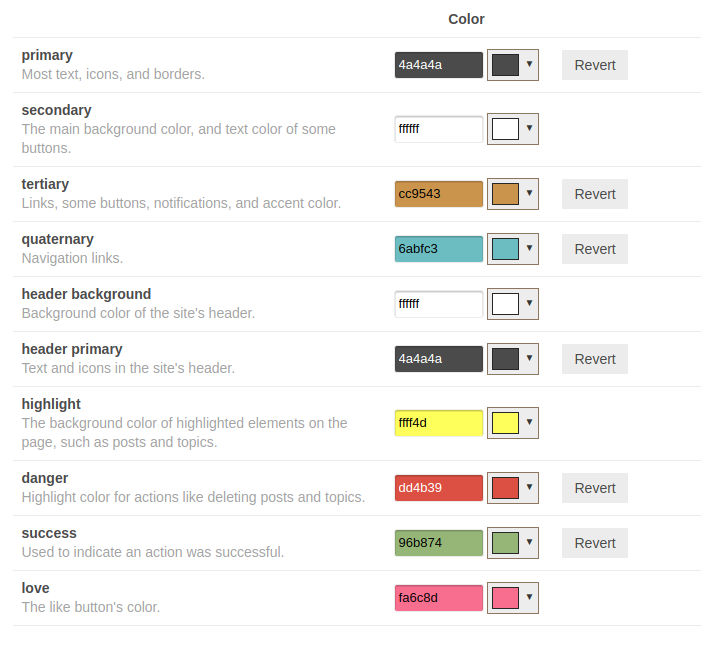 Color
primary
Most text, icons, and borders.
4a4a4a ▼ Revert
secondary
The main background color, and text color of some
buttons.
ffffff ▼
tertiary
Links, some buttons, notifications, and accent color.
cc9543 ▼ Revert
quaternary
Navigation links.
6abfc3 ▼ Revert
header background
Background color of the site's header.
ffffff ▼
header primary
Text and icons in the site's header.
4a4a4a ▼ Revert
highlight
The background color of highlighted elements on the
page, such as posts and topics.
ffff4d ▼
danger
Highlight color for actions like deleting posts and topics.
dd4b39 ▼ Revert
success
Used to indicate an action was successful.
96b874 ▼ Revert
love
The like button's color.
fa6c8d ▼